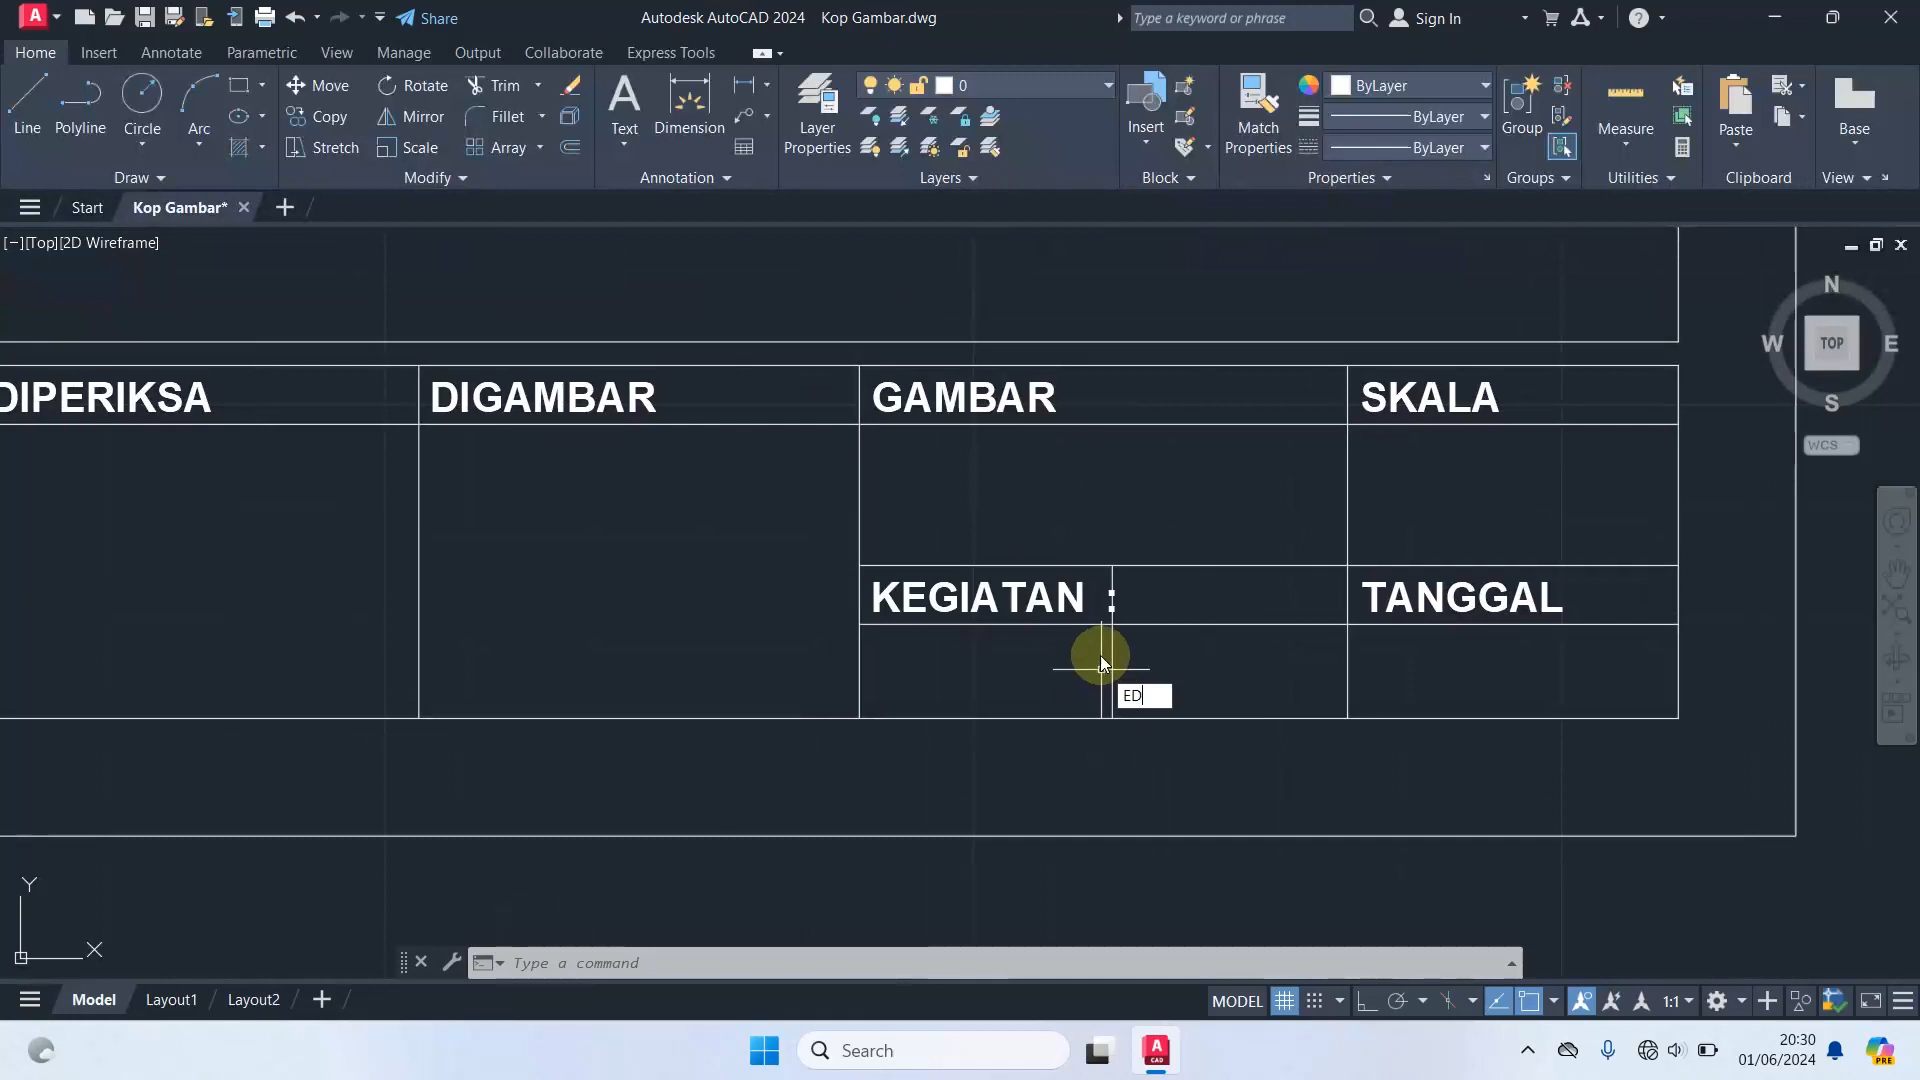 Share
Autodesk AutoCAD 2024 Kop Gambar.dwg
Type a keyword or phrase
Sign In
Home Insert Annotate Parametric View Manage Output Collaborate Express Tools
Line Polyline Circle Arc
Move Rotate Trim
Copy Mirror Fillet
Stretch Scale Array
Text Dimension
Layer Properties
0
Insert
Match Properties
ByLayer
ByLayer
ByLayer
Group
Measure
Paste
Base
Draw Modify Annotation Layers Block Properties Groups Utilities Clipboard View
Start Kop Gambar*
[−][Top][2D Wireframe]
N
W TOP E
S
WCS
DIPERIKSA DIGAMBAR GAMBAR SKALA
KEGIATAN : TANGGAL
ED
Y
X
Type a command
Model Layout1 Layout2
MODEL
1:1
Search
20:30
01/06/2024
A
CAD
PRE